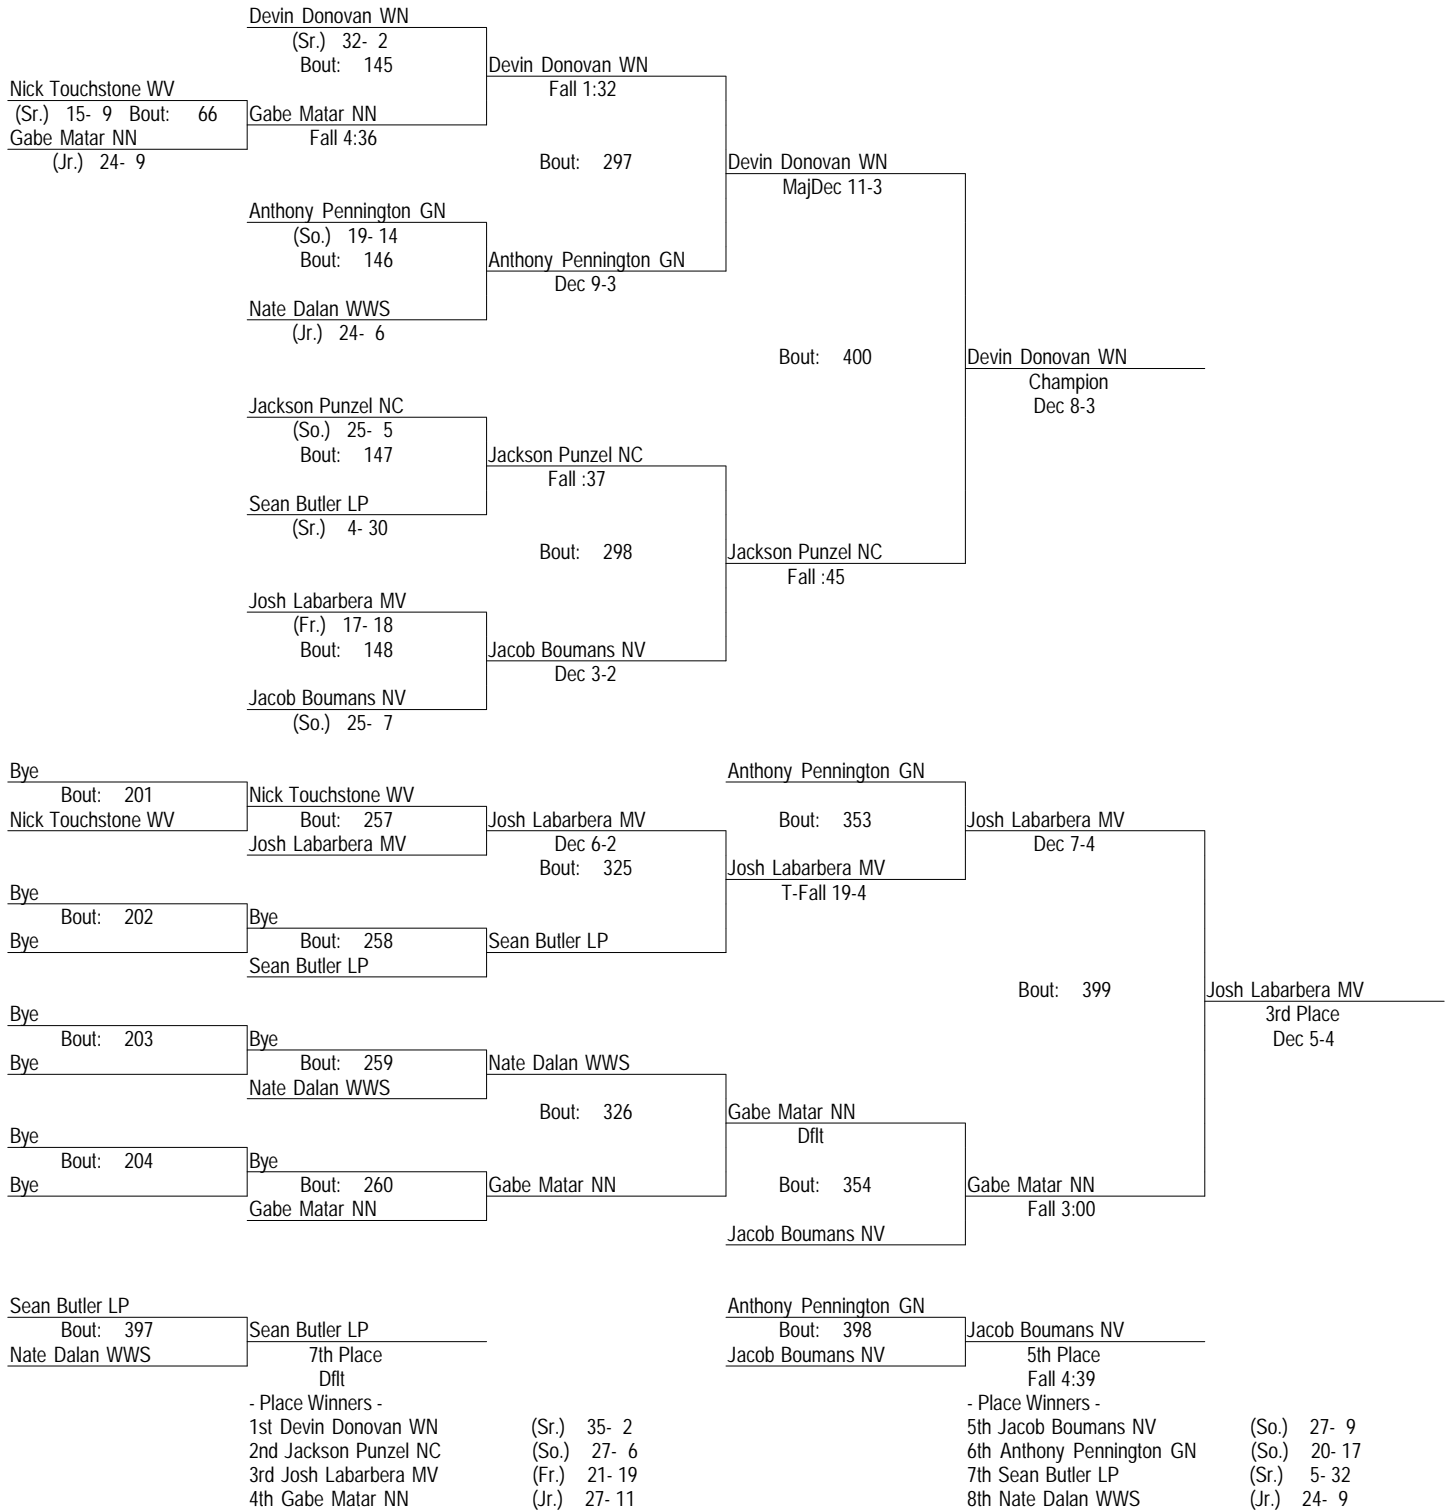 Devin Donovan WN
(Sr.) 32- 2
Bout: 145
Devin Donovan WN
Fall 1:32
Nick Touchstone WV
(Sr.) 15- 9 Bout: 66
Gabe Matar NN
Gabe Matar NN
Fall 4:36
(Jr.) 24- 9
Bout: 297
Devin Donovan WN
MajDec 11-3
Anthony Pennington GN
(So.) 19- 14
Bout: 146
Anthony Pennington GN
Dec 9-3
Nate Dalan WWS
(Jr.) 24- 6
Bout: 400
Devin Donovan WN
Champion
Dec 8-3
Jackson Punzel NC
(So.) 25- 5
Bout: 147
Jackson Punzel NC
Fall :37
Sean Butler LP
(Sr.) 4- 30
Bout: 298
Jackson Punzel NC
Fall :45
Josh Labarbera MV
(Fr.) 17- 18
Bout: 148
Jacob Boumans NV
Dec 3-2
Jacob Boumans NV
(So.) 25- 7
Bye
Bout: 201
Nick Touchstone WV
Nick Touchstone WV
Bout: 257
Josh Labarbera MV
Josh Labarbera MV
Dec 6-2
Bout: 325
Anthony Pennington GN
Bout: 353
Josh Labarbera MV
T-Fall 19-4
Josh Labarbera MV
Dec 7-4
Bye
Bout: 202
Bye
Bye
Bout: 258
Sean Butler LP
Sean Butler LP
Bout: 399
Josh Labarbera MV
3rd Place
Dec 5-4
Bye
Bout: 203
Bye
Bye
Bout: 259
Nate Dalan WWS
Nate Dalan WWS
Bout: 326
Gabe Matar NN
Dflt
Bye
Bout: 204
Bye
Bye
Bout: 260
Gabe Matar NN
Gabe Matar NN
Bout: 354
Jacob Boumans NV
Gabe Matar NN
Fall 3:00
Sean Butler LP
Bout: 397
Nate Dalan WWS
Sean Butler LP
7th Place
Dflt
Anthony Pennington GN
Bout: 398
Jacob Boumans NV
Jacob Boumans NV
5th Place
Fall 4:39
- Place Winners -
1st Devin Donovan WN (Sr.) 35- 2
2nd Jackson Punzel NC (So.) 27- 6
3rd Josh Labarbera MV (Fr.) 21- 19
4th Gabe Matar NN (Jr.) 27- 11
- Place Winners -
5th Jacob Boumans NV (So.) 27- 9
6th Anthony Pennington GN (So.) 20- 17
7th Sean Butler LP (Sr.) 5- 32
8th Nate Dalan WWS (Jr.) 24- 9